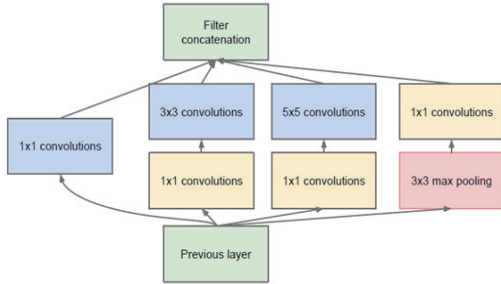 Filter
concatenation
3x3 convolutions
5x5 convolutions
1x1 convolutions
1x1 convolutions
1x1 convolutions
1x1 convolutions
3x3 max pooling
Previous layer